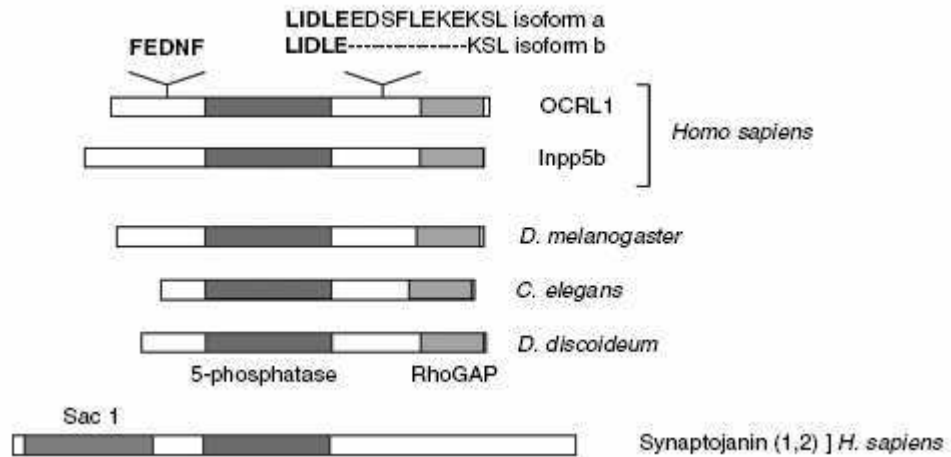 LIDLEEDSFLEKEKSL isoform a
LIDLE-----------KSL isoform b
FEDNF
OCRL1
Homo sapiens
Inpp5b
D. melanogaster
C. elegans
D. discoideum
5-phosphatase RhoGAP
Sac 1
Synaptojanin (1,2) ] H. sapiens